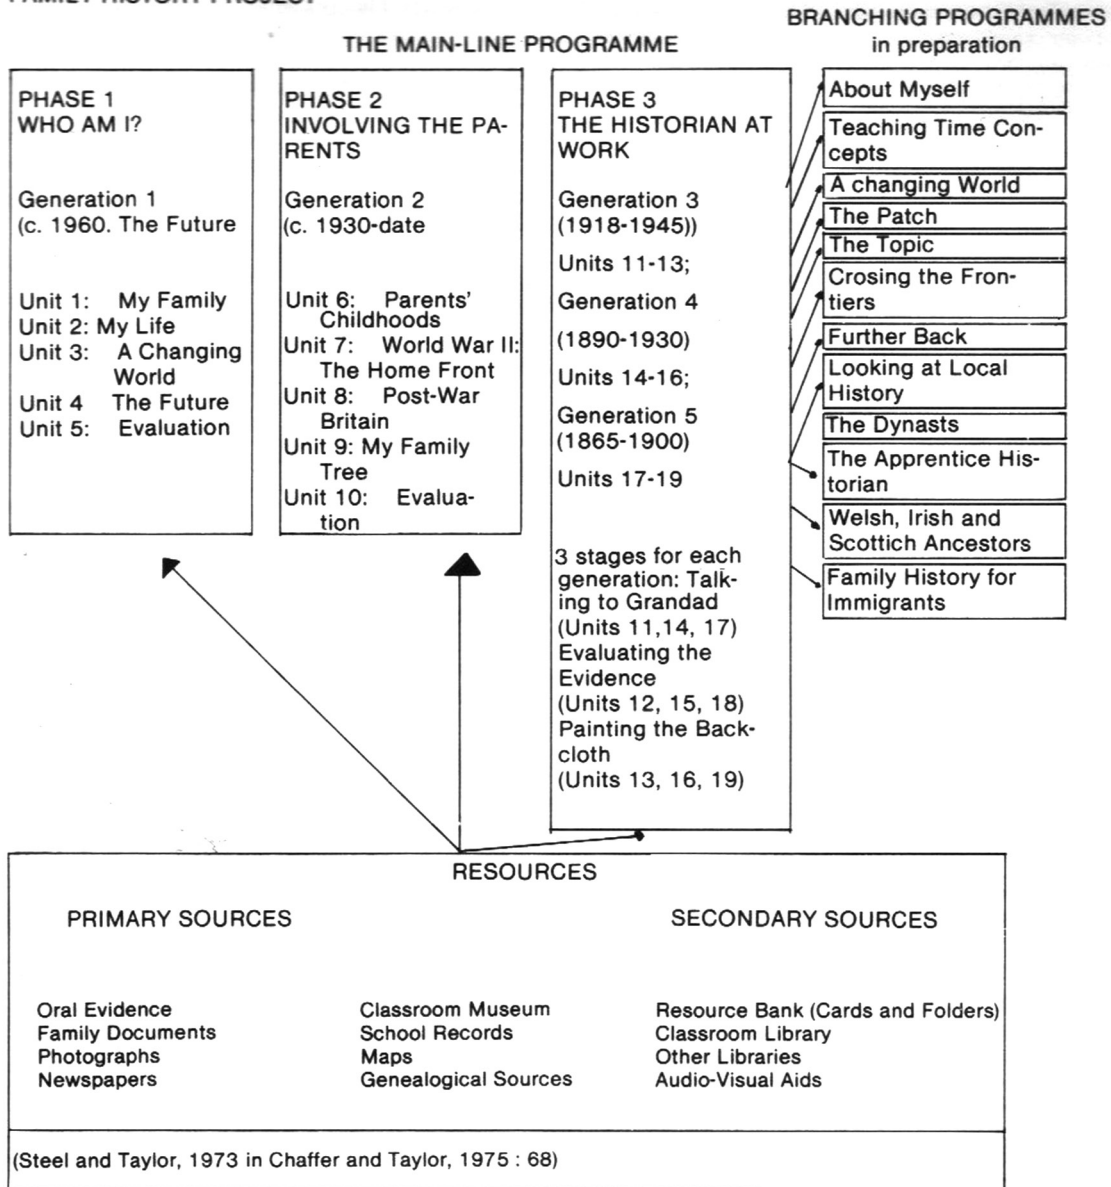 FAMILY HISTORY PROJECT
BRANCHING PROGRAMMES
in preparation
THE MAIN-LINE PROGRAMME
PHASE 1
WHO AM I?
Generation 1
(c. 1960. The Future
Unit 1: My Family
Unit 2: My Life
Unit 3: A Changing
World
Unit 4 The Future
Unit 5: Evaluation
PHASE 2
INVOLVING THE PA-
RENTS
Generation 2
(c. 1930-date
Unit 6: Parents'
Childhoods
Unit 7: World War II:
The Home Front
Unit 8: Post-War
Britain
Unit 9: My Family
Tree
Unit 10: Evalua-
tion
PHASE 3
THE HISTORIAN AT
WORK
Generation 3
(1918-1945))
Units 11-13;
Generation 4
(1890-1930)
Units 14-16;
Generation 5
(1865-1900)
Units 17-19
3 stages for each
generation: Talk-
ing to Grandad
(Units 11,14, 17)
Evaluating the
Evidence
(Units 12, 15, 18)
Painting the Back-
cloth
(Units 13, 16, 19)
About Myself
Teaching Time Con-
cepts
A changing World
The Patch
The Topic
Crosing the Fron-
tiers
Further Back
Looking at Local
History
The Dynasts
The Apprentice His-
torian
Welsh, Irish and
Scottich Ancestors
Family History for
Immigrants
RESOURCES
PRIMARY SOURCES
SECONDARY SOURCES
Oral Evidence
Family Documents
Photographs
Newspapers
Classroom Museum
School Records
Maps
Genealogical Sources
Resource Bank (Cards and Folders)
Classroom Library
Other Libraries
Audio-Visual Aids
(Steel and Taylor, 1973 in Chaffer and Taylor, 1975 : 68)